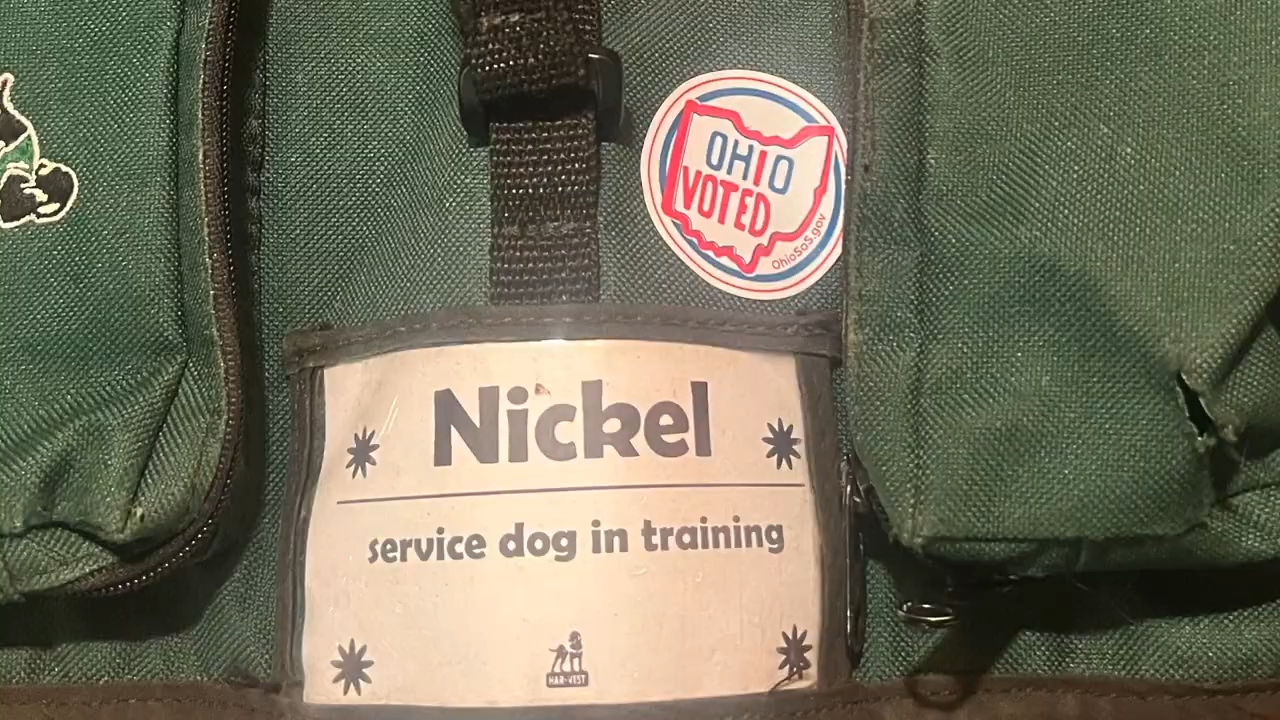 OHIO
VOTED
OhioSoS.gov
Nickel
service dog in training
HAR-VEST